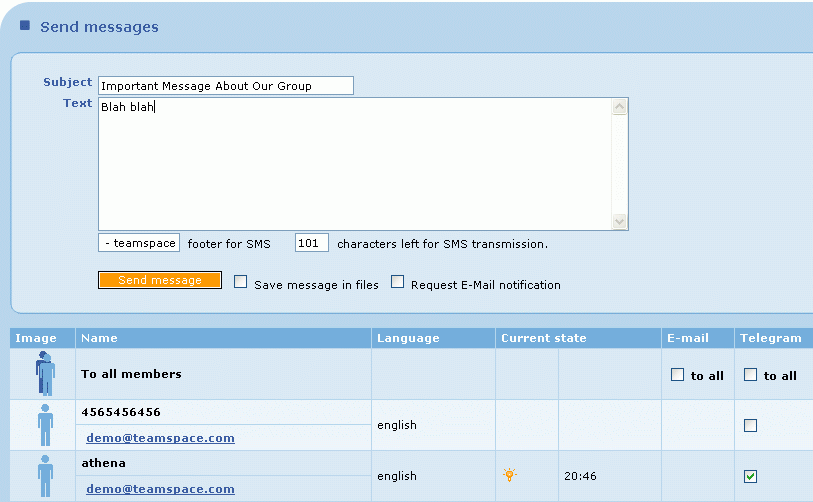 Send messages
Subject Important Message About Our Group
Text Blah blah
- teamspace footer for SMS 101 characters left for SMS transmission.
Send message Save message in files Request E-Mail notification
Image Name Language Current state E-mail Telegram
To all members to all to all
4565456456
english
demo@teamspace.com
athena
english 20:46
demo@teamspace.com